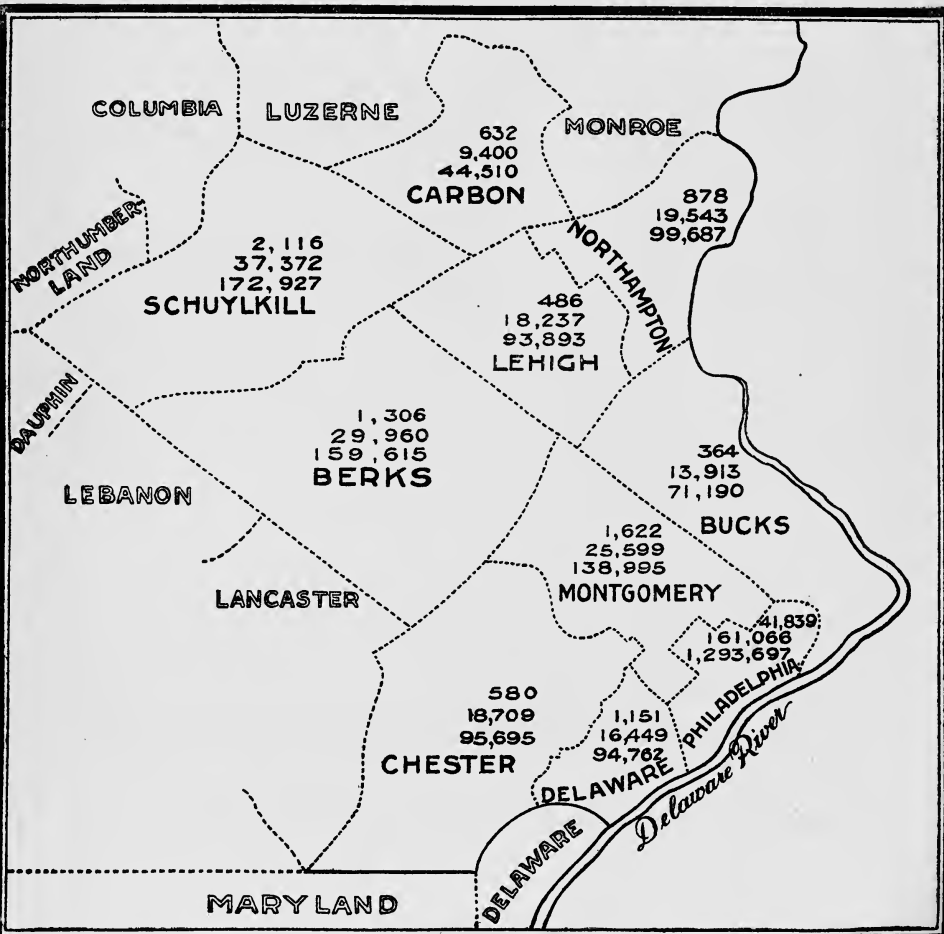 COLUMBIA
LUZERNE
MONROE
632
9,400
44,510
CARBON
878
19,543
99,687
NORTHAMPTON
NORTHUMBER-
LAND
2,116
37,372
172,927
SCHUYLKILL
486
18,237
93,893
LEHIGH
DAUPHIN
1,306
29,960
159,615
BERKS
LEBANON
364
13,913
71,190
BUCKS
1,622
25,599
138,995
MONTGOMERY
LANCASTER
41,839
161,066
1,293,697
PHILADELPHIA
580
18,709
95,695
CHESTER
1,151
16,449
94,762
DELAWARE
Delaware River
DELAWARE
MARYLAND